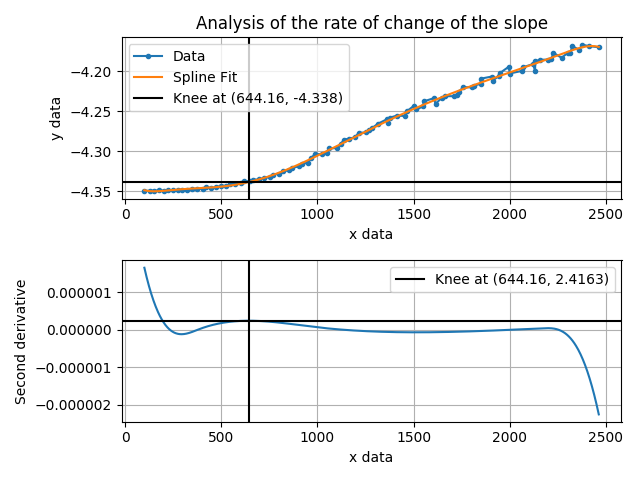 Analysis of the rate of change of the slope
Data
Spline Fit
Knee at (644.16, -4.338)
−4.20
−4.25
−4.30
−4.35
y data
0 500 1000 1500 2000 2500
x data
Knee at (644.16, 2.4163)
0.000001
0.000000
−0.000001
−0.000002
Second derivative
0 500 1000 1500 2000 2500
x data